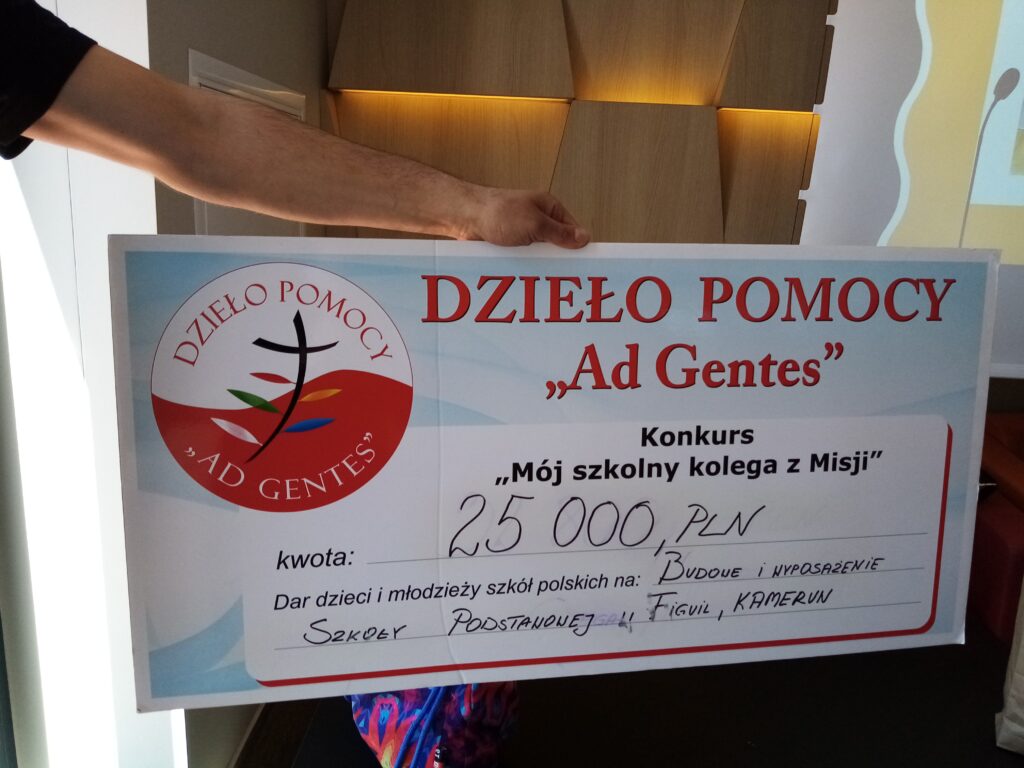 DZIEŁO POMOCY
„AD GENTES”
DZIEŁO POMOCY
„Ad Gentes”
Konkurs
„Mój szkolny kolega z Misji”
kwota: 25 000, PLN
Dar dzieci i młodzieży szkół polskich na: BUDOWE I WYPOSAŻENIE
SZKOŁY PODSTAWOWEJ W FIGUIL, KAMERUN